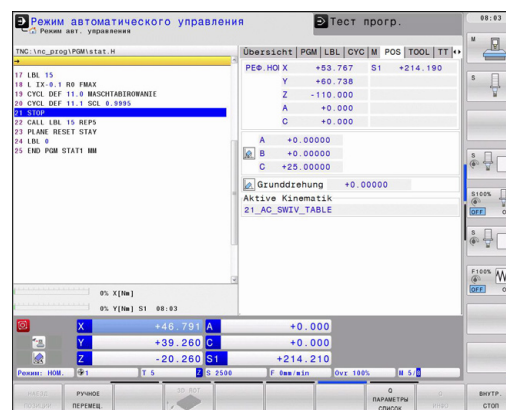 Режим автоматического управления
Режим авт. управления
Тест прогр.
08:03
TNC:\nc_prog\PGM\stat.H
→
17 LBL 15
18 L IX-0.1 R0 FMAX
19 CYCL DEF 11.0 MASCHTABIROWANIE
20 CYCL DEF 11.1 SCL 0.9995
21 STOP
22 CALL LBL 15 REP5
23 PLANE RESET STAY
24 LBL 0
25 END PGM STAT1 MM
0% X[Nm]
0% Y[Nm] S1 08:03
Übersicht PGM LBL CYC M POS TOOL TT
РЕФ.НОМ X +53.767 S1 +214.190
Y +60.738
Z -110.000
A +0.000
C +0.000
A +0.00000
B +0.00000
C +25.00000
Grunddrehung +0.00000
Aktive Kinematik
21_AC_SWIV_TABLE
X +46.791 A +0.000
Y +39.260 C +0.000
Z -20.260 S1 +214.210
Режим: НОМ. 1 T 5 Z S 2500 F 0mm/min Ovr 100% M 5/
M
S
S
S100%
OFF
S
F100% W
OFF
РУЧНОЕ
ПЕРЕМЕЩ.
3D ROT
Q
ПАРАМЕТРЫ
СПИСОК
ВНУТР.
СТОП